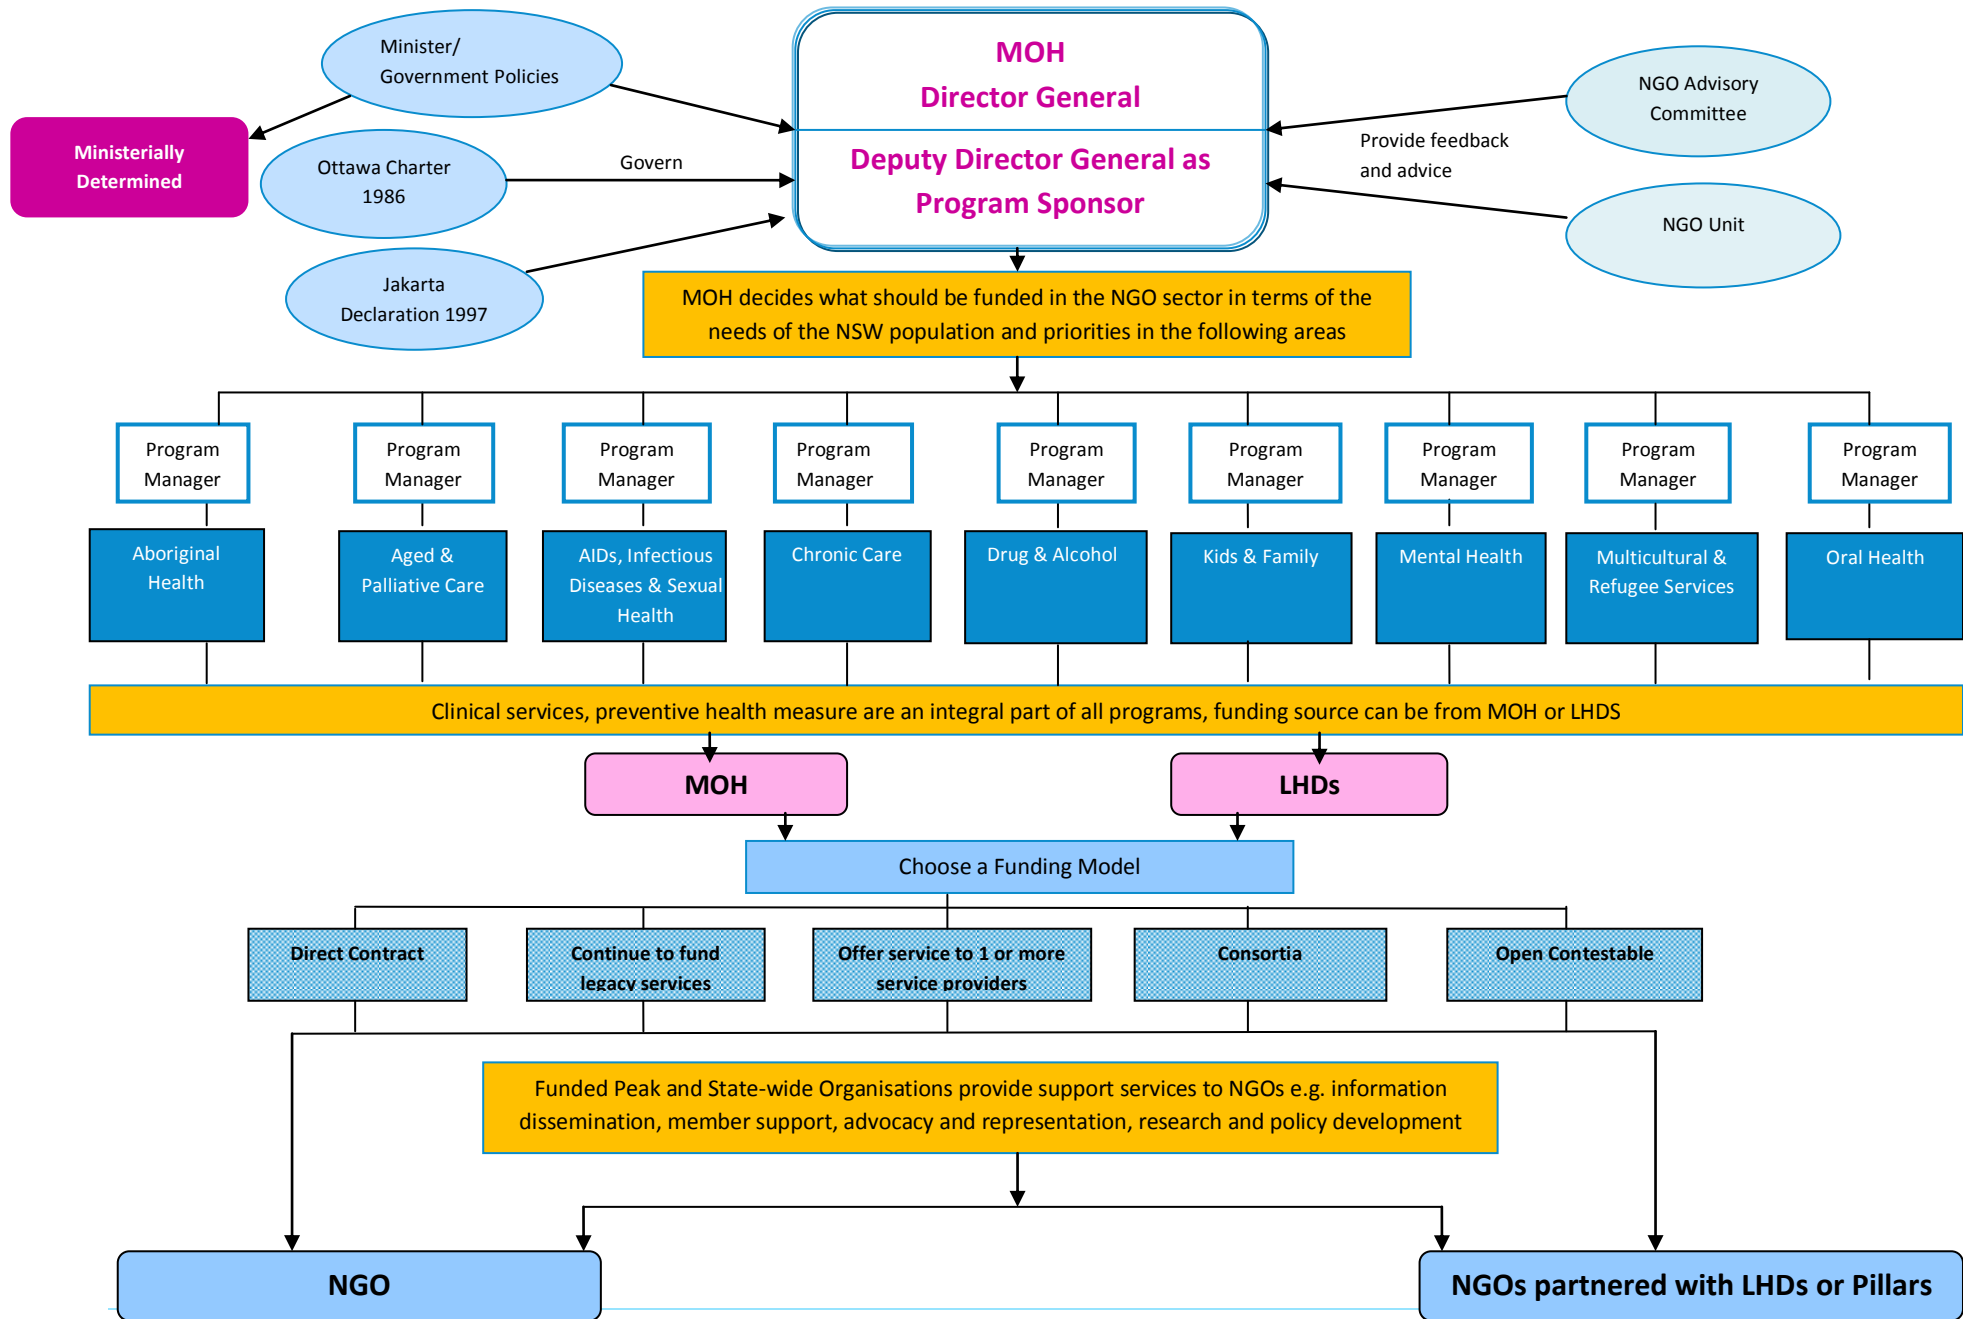 Minister/
Government Policies
MOH
Director General
NGO Advisory
Committee
Ministerially
Determined
Ottawa Charter
1986
Govern
Deputy Director General as
Program Sponsor
Provide feedback
and advice
NGO Unit
Jakarta
Declaration 1997
MOH decides what should be funded in the NGO sector in terms of the
needs of the NSW population and priorities in the following areas
Program
Manager
Program
Manager
Program
Manager
Program
Manager
Program
Manager
Program
Manager
Program
Manager
Program
Manager
Program
Manager
Aboriginal
Health
Aged &
Palliative Care
AIDs, Infectious
Diseases & Sexual
Health
Chronic Care
Drug & Alcohol
Kids & Family
Mental Health
Multicultural &
Refugee Services
Oral Health
Clinical services, preventive health measure are an integral part of all programs, funding source can be from MOH or LHDS
MOH
LHDs
Choose a Funding Model
Direct Contract
Continue to fund
legacy services
Offer service to 1 or more
service providers
Consortia
Open Contestable
Funded Peak and State-wide Organisations provide support services to NGOs e.g. information
dissemination, member support, advocacy and representation, research and policy development
NGO
NGOs partnered with LHDs or Pillars